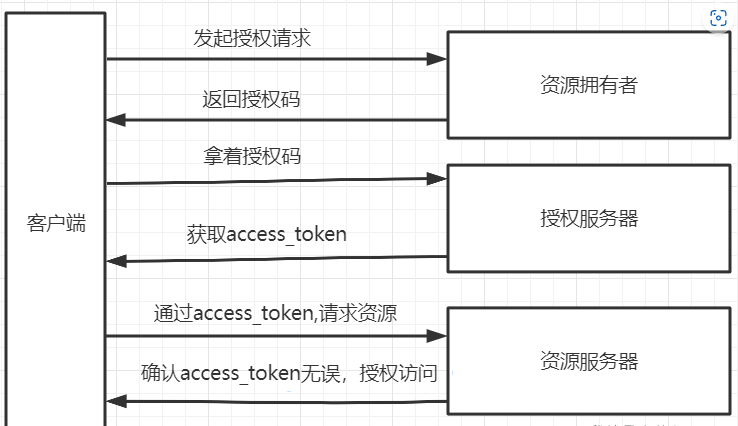 发起授权请求
资源拥有者
返回授权码
拿着授权码
客户端
授权服务器
获取access_token
通过access_token,请求资源
资源服务器
确认access_token无误，授权访问